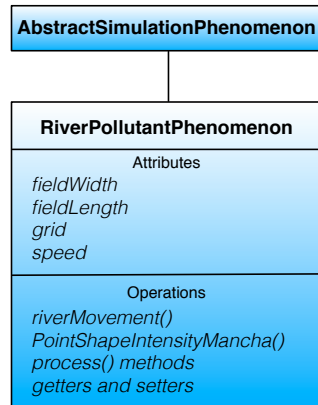 AbstractSimulationPhenomenon
RiverPollutantPhenomenon
Attributes
fieldWidth
fieldLength
grid
speed
Operations
riverMovement()
PointShapeIntensityMancha()
process() methods
getters and setters